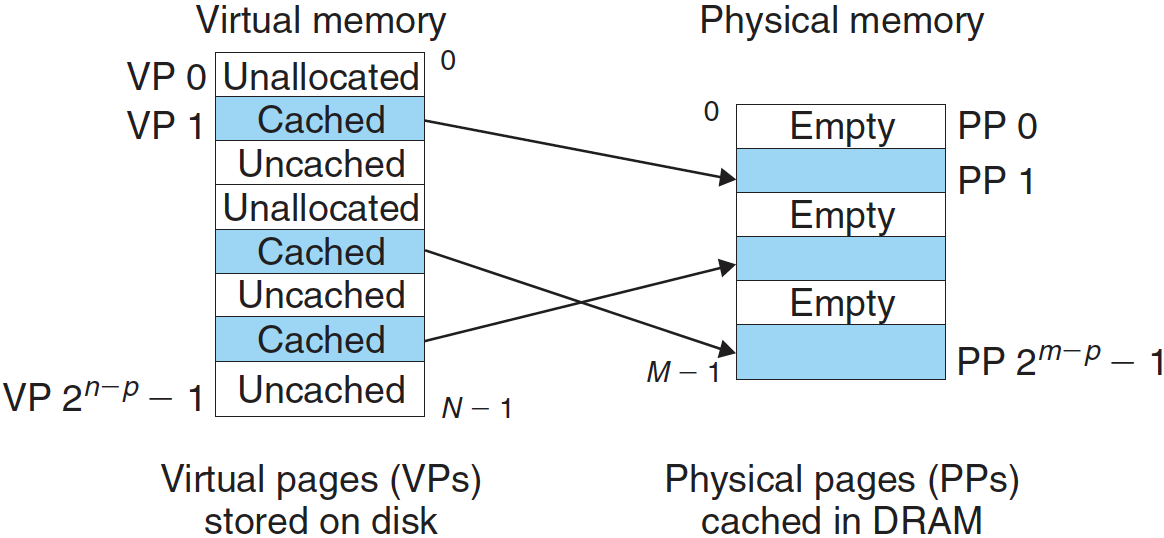 Virtual memory
VP 0 Unallocated 0
VP 1 Cached
Uncached
Unallocated
Cached
Uncached
Cached
VP 2ⁿ⁻ᵖ − 1 Uncached N − 1
Virtual pages (VPs)
stored on disk
Physical memory
0 Empty PP 0
PP 1
Empty
Empty
M − 1 PP 2ᵐ⁻ᵖ − 1
Physical pages (PPs)
cached in DRAM